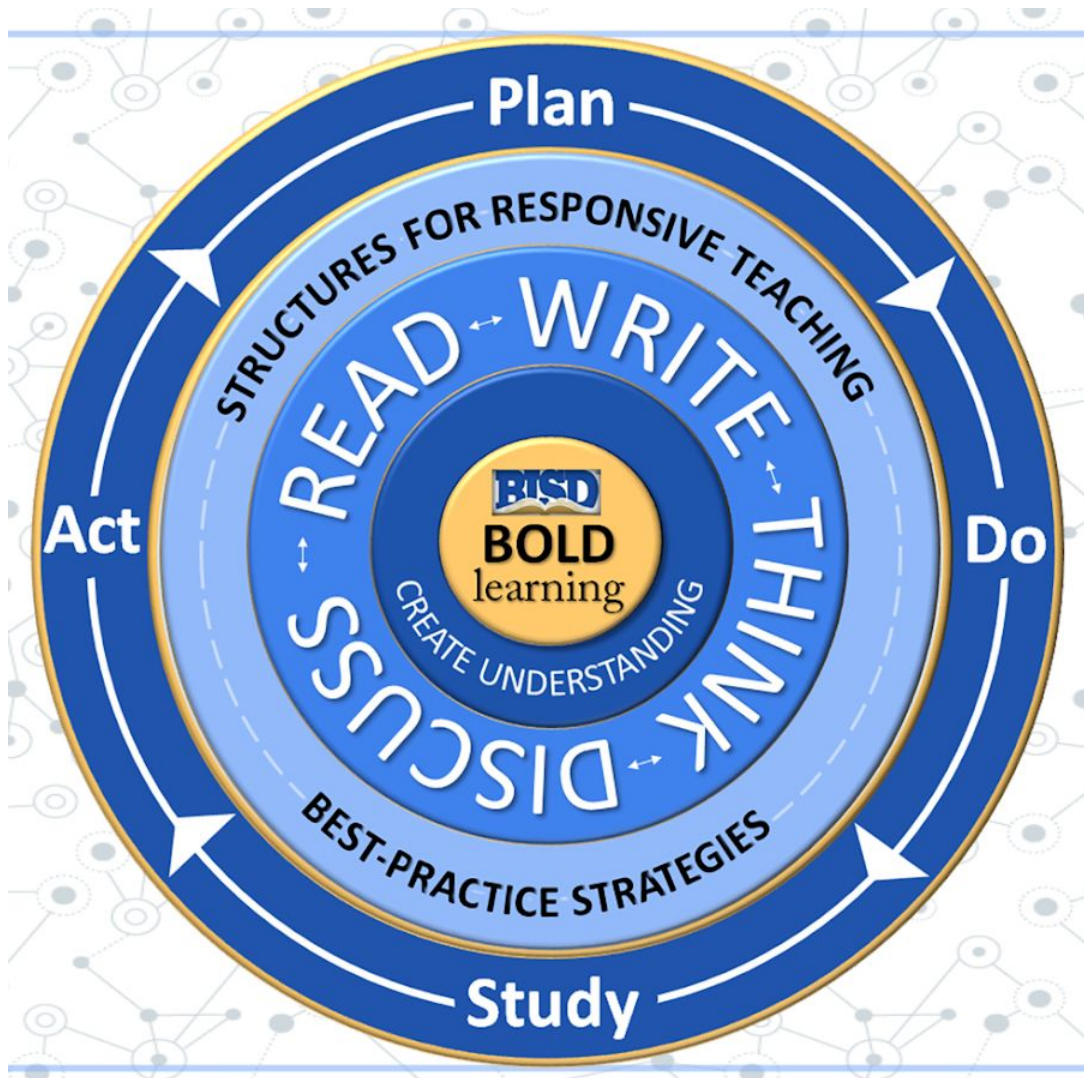 Plan
STRUCTURES FOR RESPONSIVE TEACHING
READ WRITE THINK DISCUSS
BISD
BOLD
learning
CREATE UNDERSTANDING
Act
Do
BEST-PRACTICE STRATEGIES
Study